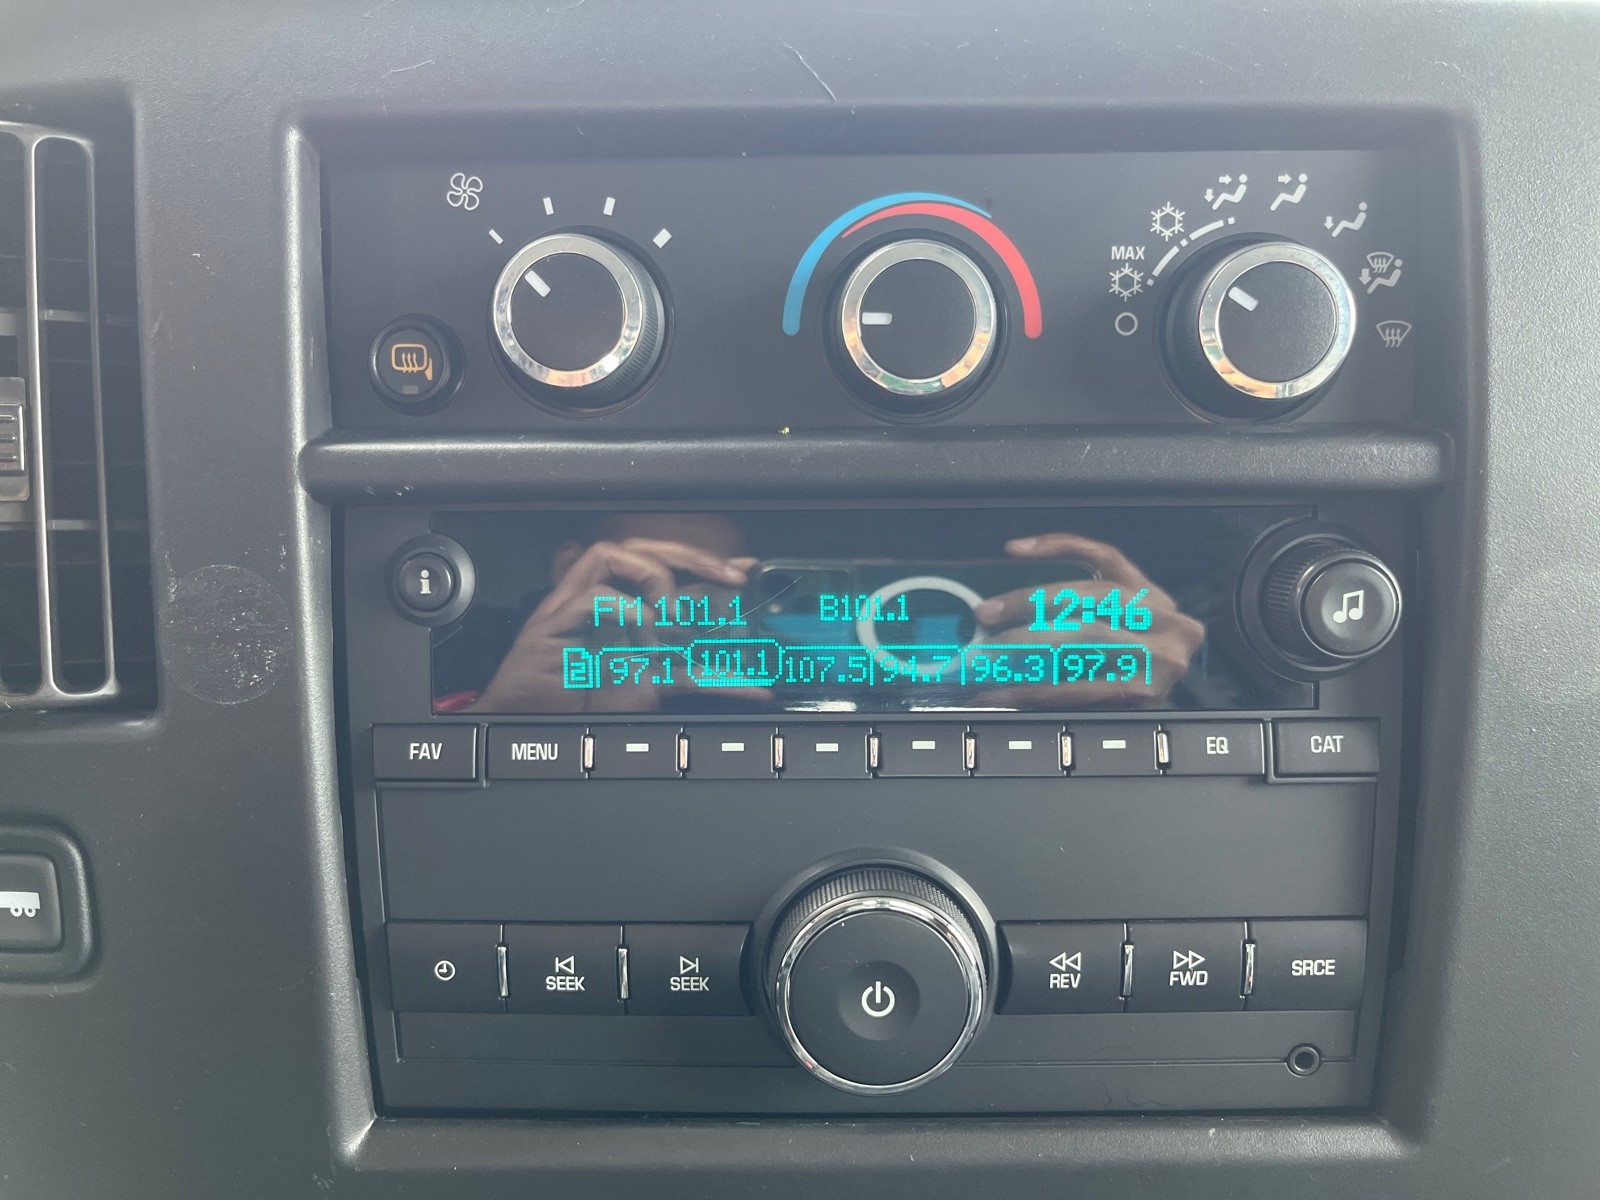 MAX
i
FM 101.1 B101.1 12:46
2 97.1 101.1 107.5 94.7 96.3 97.9
FAV MENU EQ CAT
SEEK SEEK REV FWD SRCE